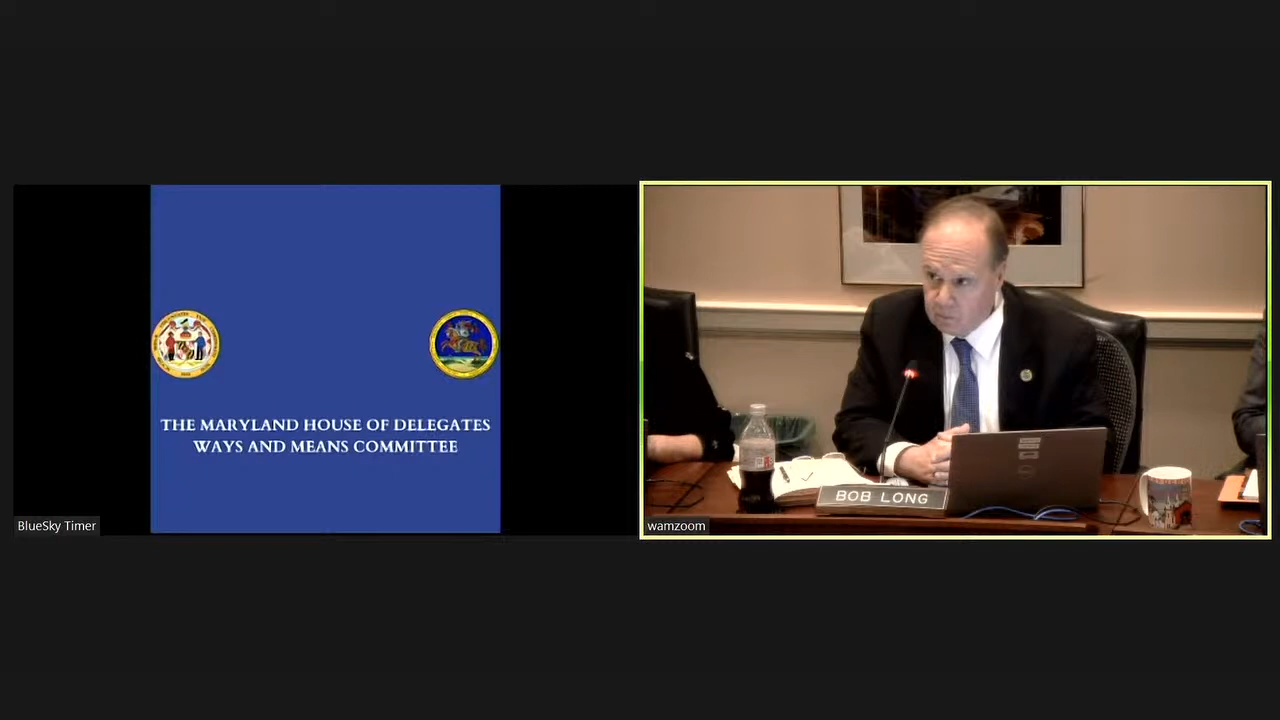 THE MARYLAND HOUSE OF DELEGATES
WAYS AND MEANS COMMITTEE
BlueSky Timer
BOB LONG
wamzoom